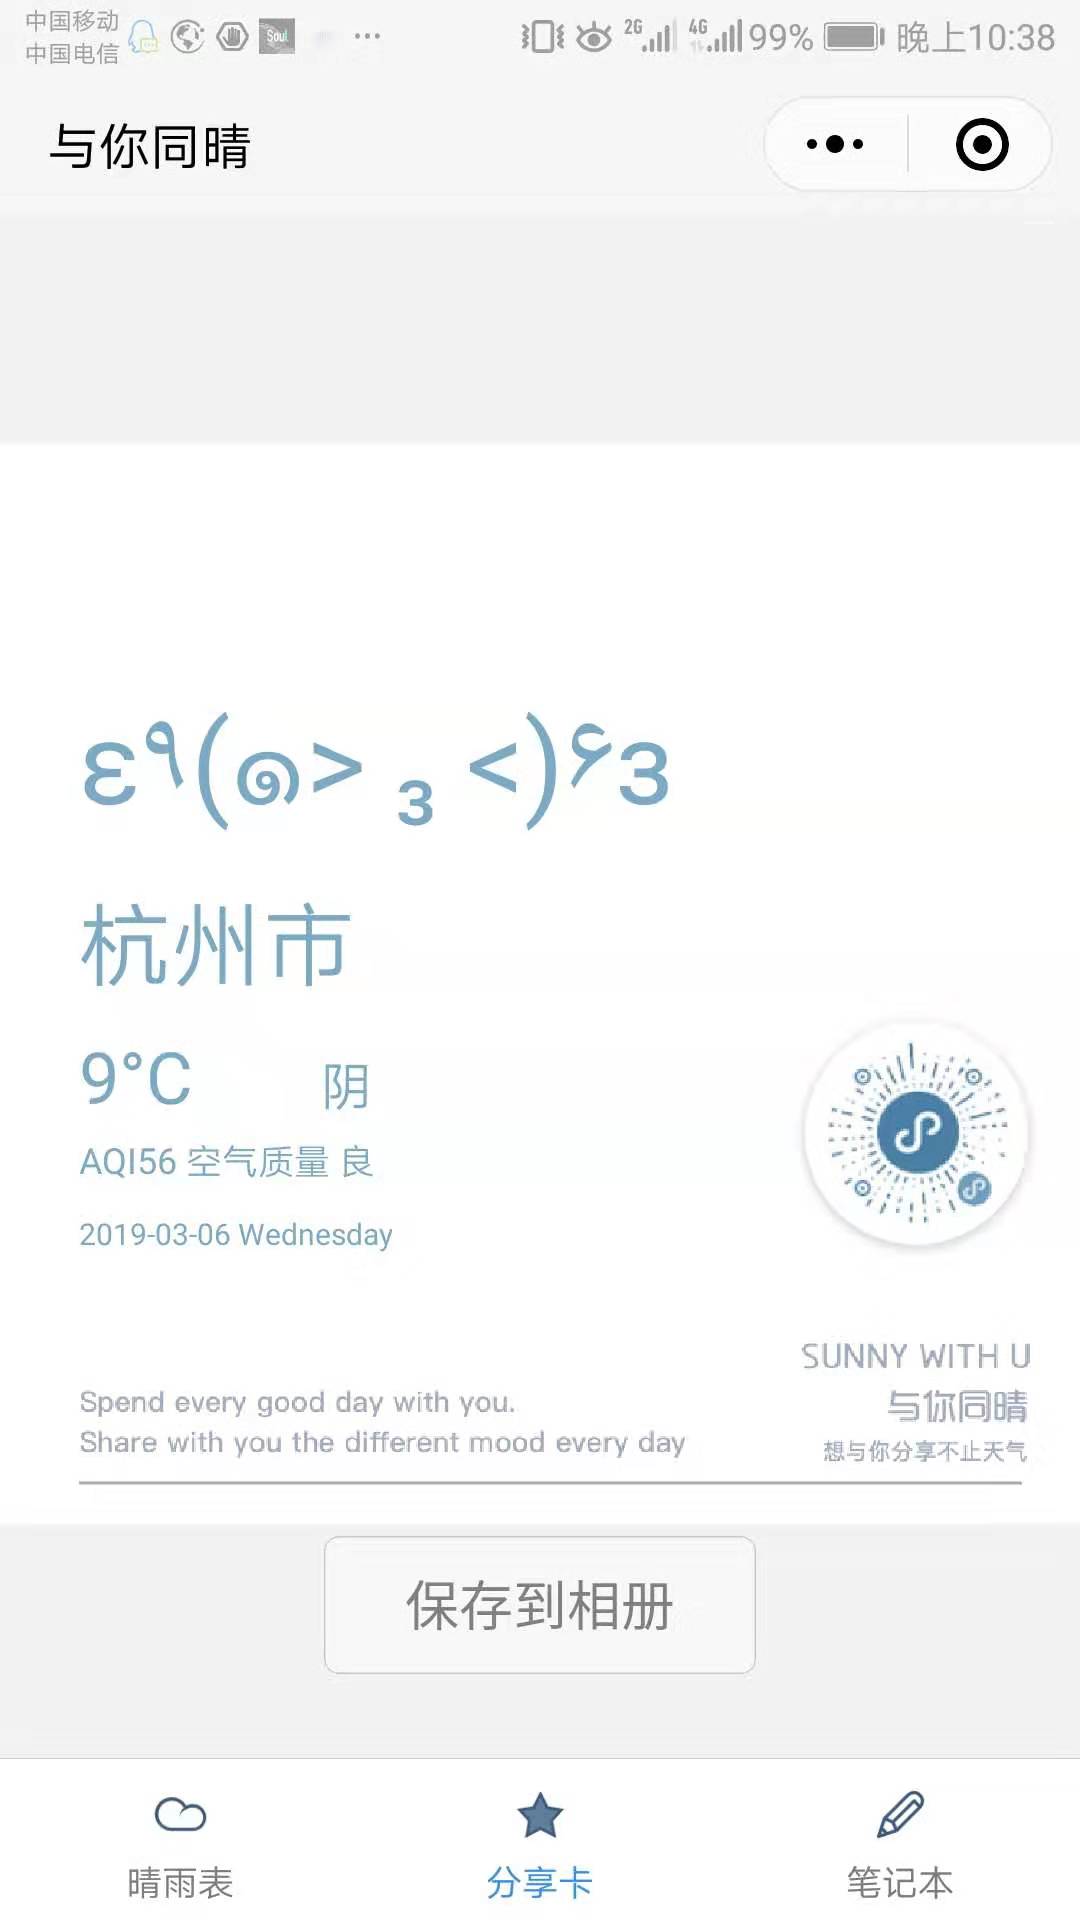 中国移动
中国电信
Soul
2G
4G
99%
晚上10:38
与你同晴
ε٩(๑> ₃ <)۶з
杭州市
9°C 阴
AQI56 空气质量 良
2019-03-06 Wednesday
SUNNY WITH U
与你同晴
想与你分享不止天气
Spend every good day with you.
Share with you the different mood every day
保存到相册
晴雨表
分享卡
笔记本